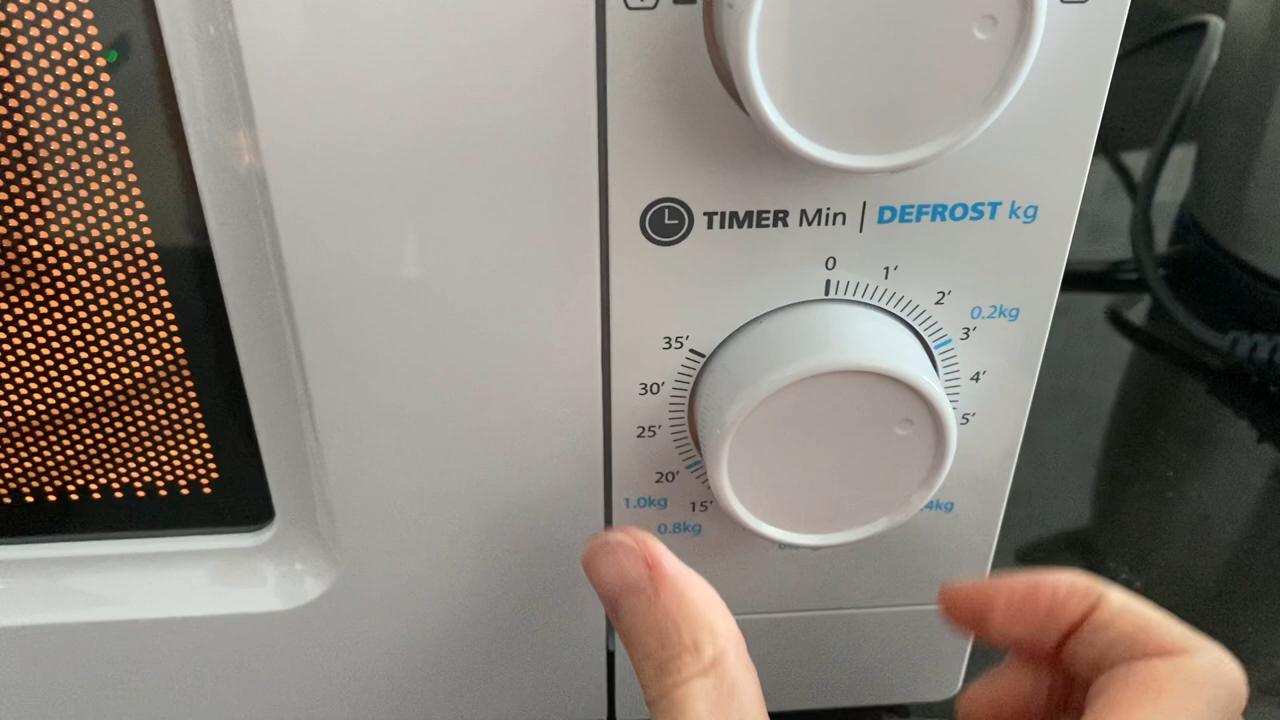 TIMER Min | DEFROST kg
0
1'
2'
0.2kg
3'
35'
4'
30'
5'
25'
20'
1.0kg
15'
0.8kg